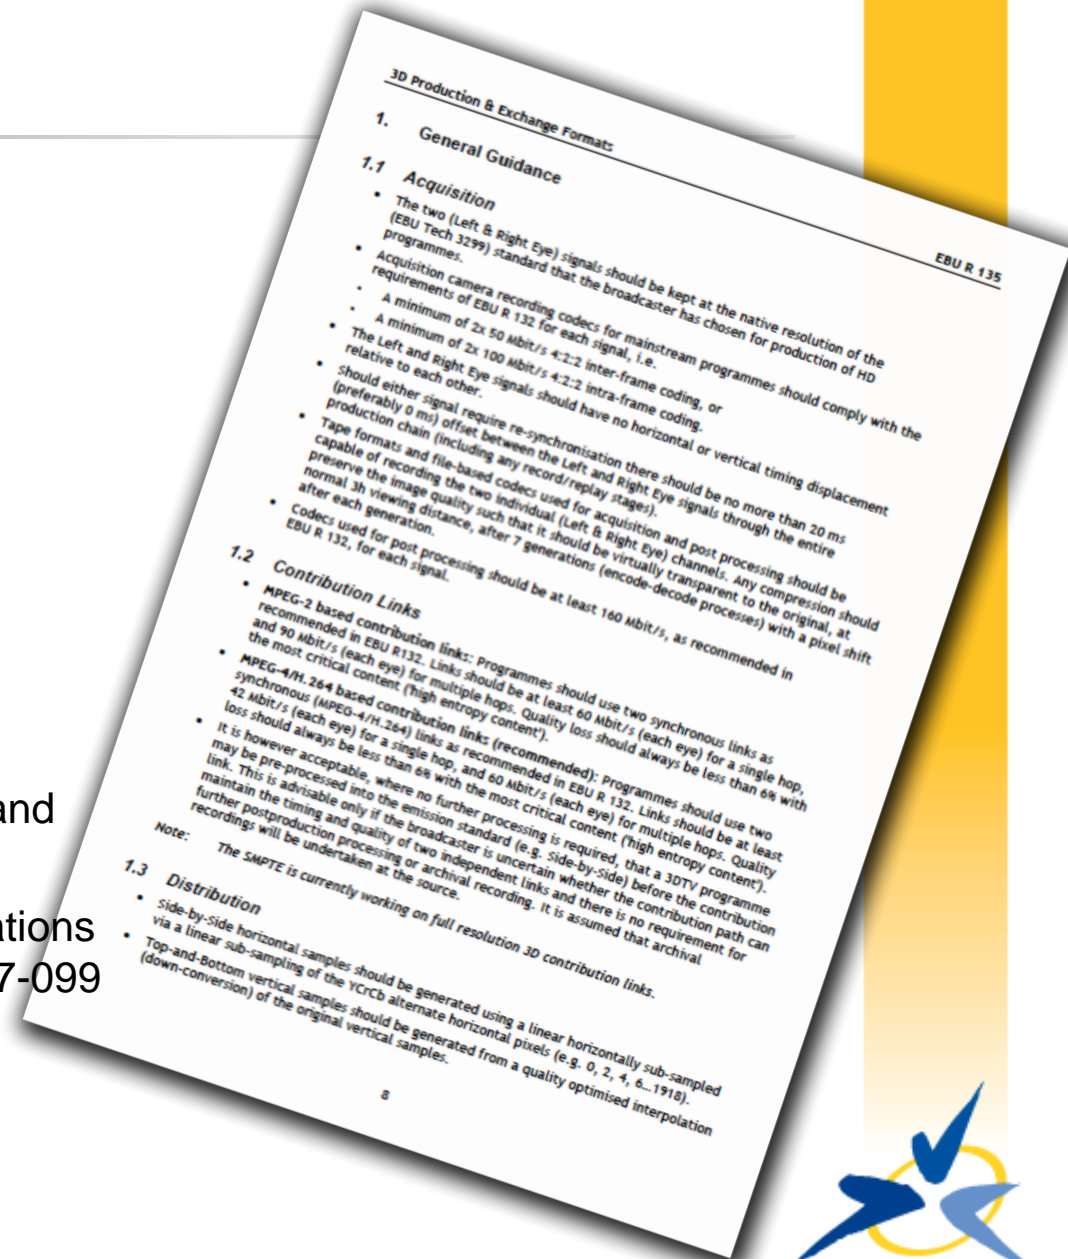 3D Production & Exchange Formats
EBU R 135
1. General Guidance
1.1 Acquisition
• The two (Left & Right Eye) signals should be kept at the native resolution of the
(EBU Tech 3299) standard that the broadcaster has chosen for production of HD
programmes.
• Acquisition camera recording codecs for mainstream programmes should comply with the
requirements of EBU R 132 for each signal, i.e.
• A minimum of 2x 50 Mbit/s 4:2:2 inter-frame coding, or
• A minimum of 2x 100 Mbit/s 4:2:2 intra-frame coding.
• The Left and Right Eye signals should have no horizontal or vertical timing displacement
relative to each other.
• Should either signal require re-synchronisation there should be no more than 20 ms
(preferably 0 ms) offset between the Left and Right Eye signals through the entire
production chain (including any record/replay stages).
• Tape formats and file-based codecs used for acquisition and post processing should be
capable of recording the two individual (Left & Right Eye) channels. Any compression should
preserve the image quality such that it should be virtually transparent to the original, at
normal 3h viewing distance, after 7 generations (encode-decode processes) with a pixel shift
after each generation.
• Codecs used for post processing should be at least 160 Mbit/s, as recommended in
EBU R 132, for each signal.
1.2 Contribution Links
• MPEG-2 based contribution links: Programmes should use two synchronous links as
recommended in EBU R132. Links should be at least 60 Mbit/s (each eye) for a single hop,
and 90 Mbit/s (each eye) for multiple hops. Quality loss should always be less than 6% with
the most critical content ('high entropy content').
• MPEG-4/H.264 based contribution links (recommended): Programmes should use two
synchronous (MPEG-4/H.264) links as recommended in EBU R 132. Links should be at least
42 Mbit/s (each eye) for a single hop, and 60 Mbit/s (each eye) for multiple hops. Quality
loss should always be less than 6% with the most critical content ('high entropy content').
• It is however acceptable, where no further processing is required, that a 3DTV programme
may be pre-processed into the emission standard (e.g. Side-by-Side) before the contribution
link. This is advisable only if the broadcaster is uncertain whether the contribution path can
maintain the timing and quality of two independent links and there is no requirement for
further postproduction processing or archival recording. It is assumed that archival
recordings will be undertaken at the source.
Note: The SMPTE is currently working on full resolution 3D contribution links.
1.3 Distribution
• Side-by-Side horizontal samples should be generated using a linear horizontally sub-sampled
via a linear sub-sampling of the YCrCb alternate horizontal pixels (e.g. 0, 2, 4, 6…1918).
• Top-and-Bottom vertical samples should be generated from a quality optimised interpolation
(down-conversion) of the original vertical samples.
8
and
ations
7-099